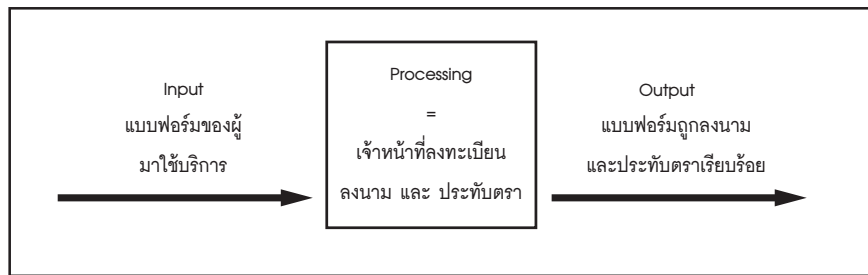 Input
แบบฟอร์มของผู้
มาใช้บริการ
Processing
=
เจ้าหน้าที่ลงทะเบียน
ลงนาม และ ประทับตรา
Output
แบบฟอร์มถูกลงนาม
และประทับตราเรียบร้อย